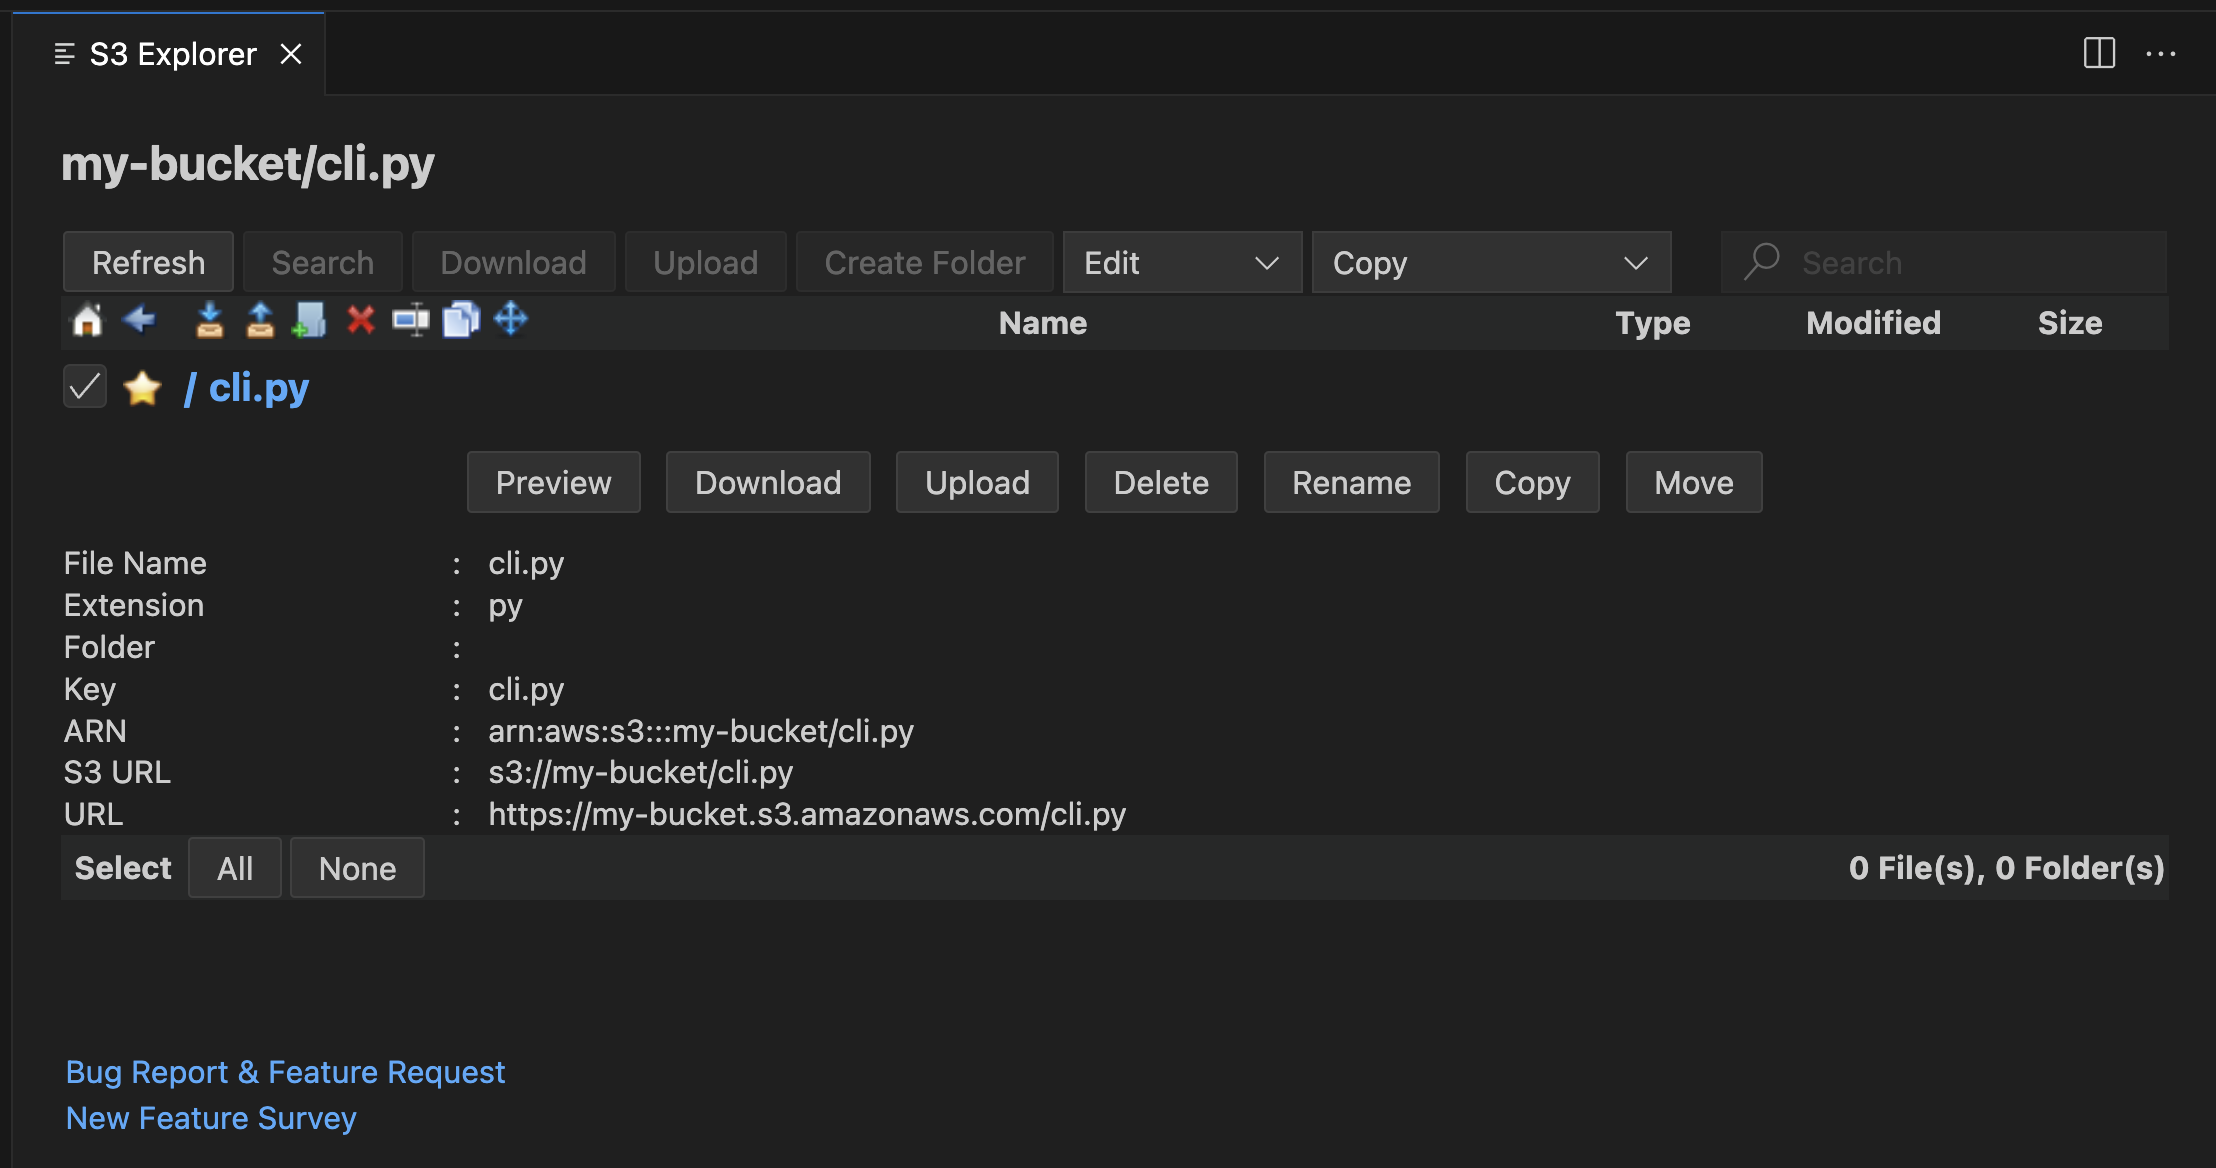 S3 Explorer
my-bucket/cli.py
Refresh Search Download Upload Create Folder Edit Copy Search
Name Type Modified Size
/ cli.py
Preview Download Upload Delete Rename Copy Move
File Name : cli.py
Extension : py
Folder :
Key : cli.py
ARN : arn:aws:s3:::my-bucket/cli.py
S3 URL : s3://my-bucket/cli.py
URL : https://my-bucket.s3.amazonaws.com/cli.py
Select All None 0 File(s), 0 Folder(s)
Bug Report & Feature Request
New Feature Survey